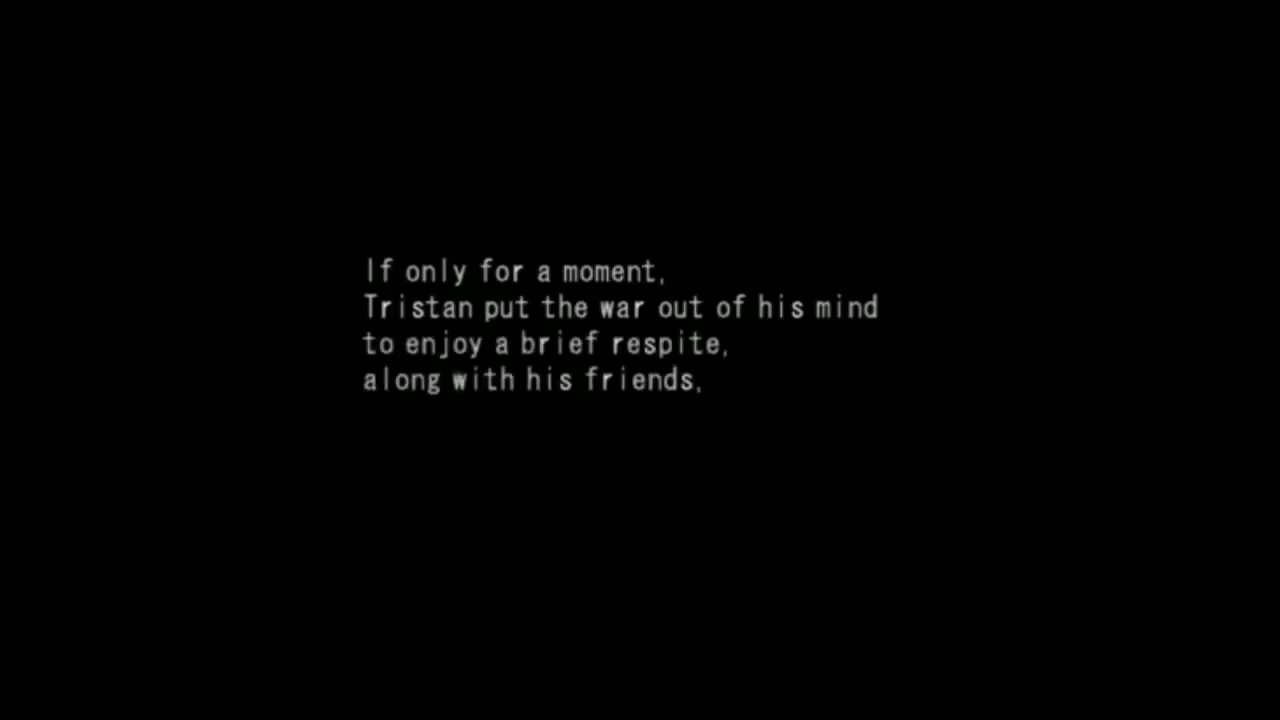 If only for a moment,
Tristan put the war out of his mind
to enjoy a brief respite,
along with his friends,